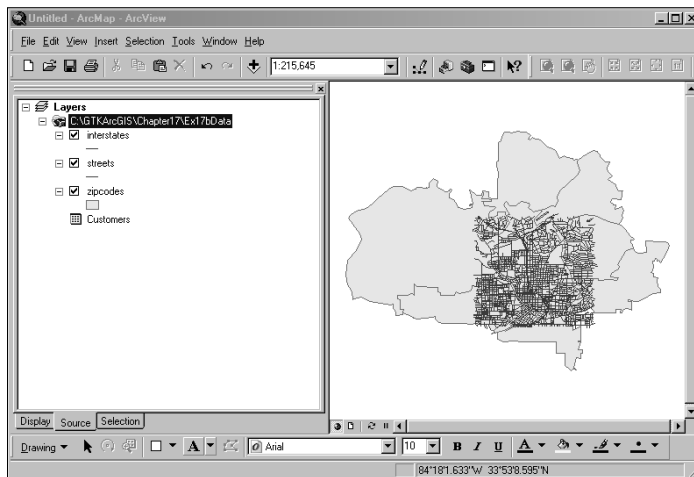 Untitled - ArcMap - ArcView
File Edit View Insert Selection Tools Window Help
1:215,645
Layers
C:\GTKArcGIS\Chapter17\Ex17bData
interstates
streets
zipcodes
Customers
Display Source Selection
Drawing A Arial 10 B I U A
84°18'1.633"W 33°53'8.595"N